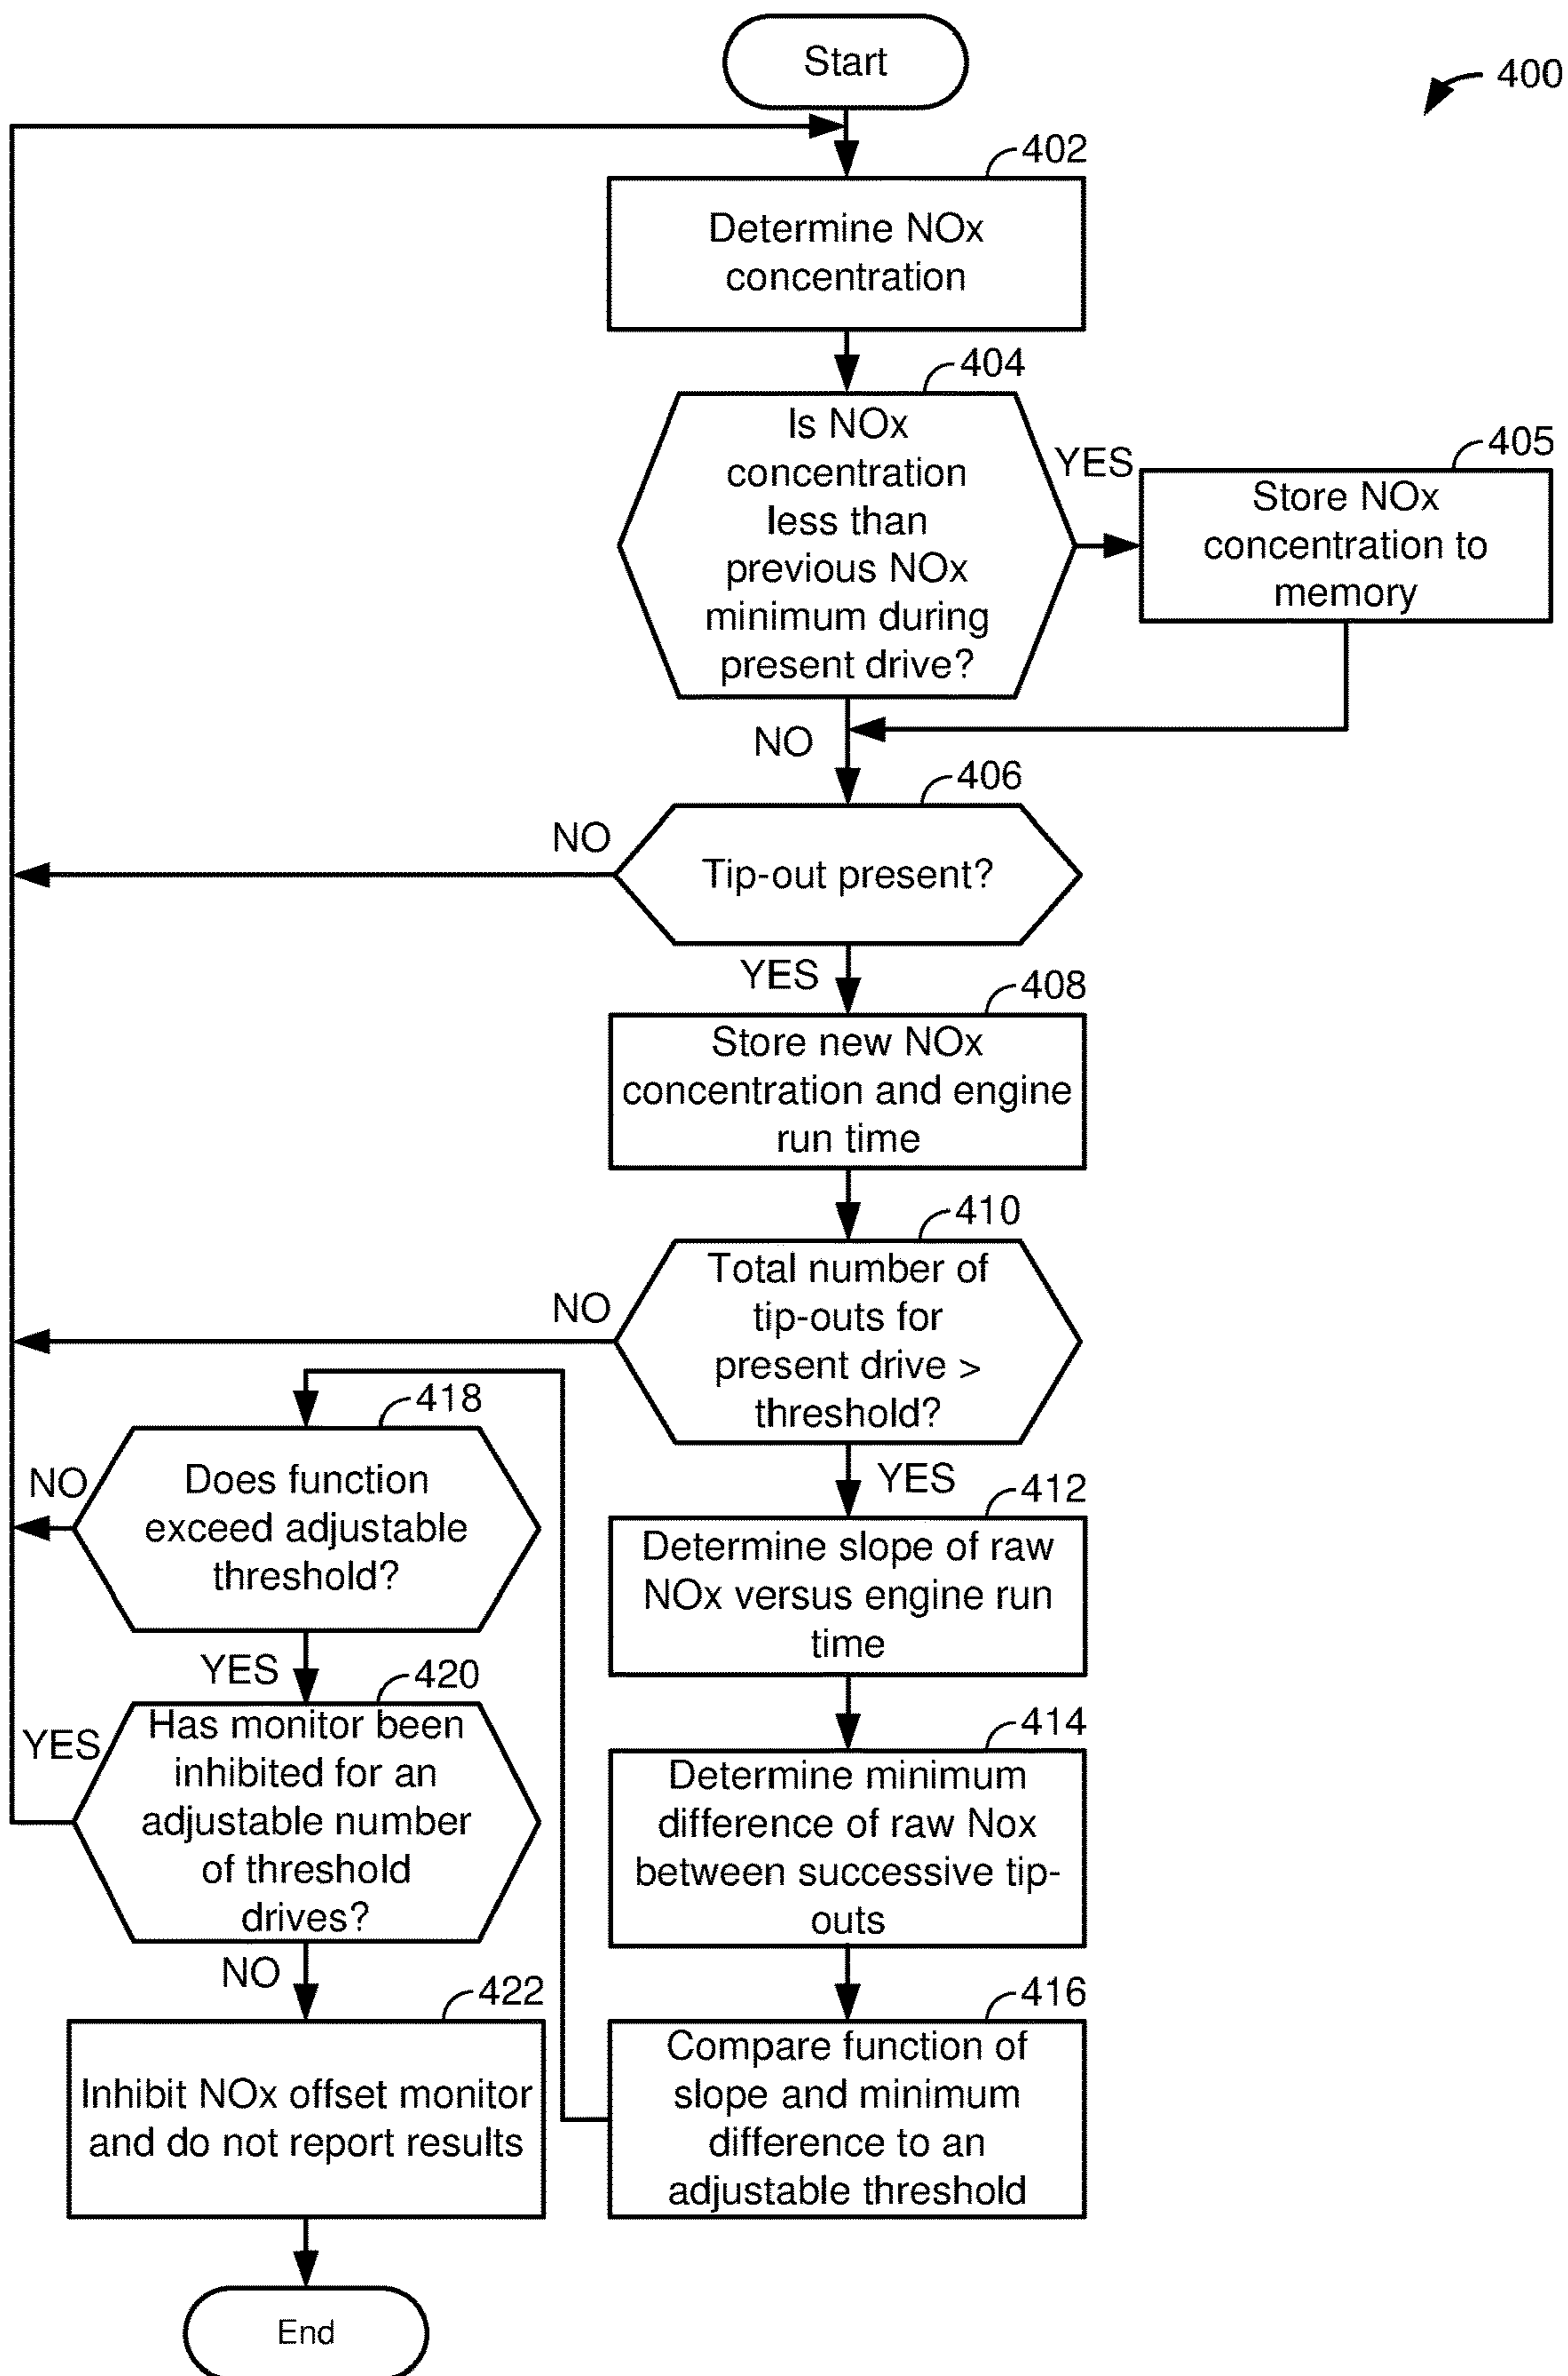 Start
400
402
Determine NOx
concentration
404
Is NOx
concentration
less than
previous NOx
minimum during
present drive?
YES
405
Store NOx
concentration to
memory
NO
406
NO
Tip-out present?
YES
408
Store new NOx
concentration and engine
run time
410
NO
Total number of
tip-outs for
present drive >
threshold?
YES
412
Determine slope of raw
NOx versus engine run
time
414
Determine minimum
difference of raw Nox
between successive tip-
outs
416
Compare function of
slope and minimum
difference to an
adjustable threshold
418
NO
Does function
exceed adjustable
threshold?
YES
420
YES
Has monitor been
inhibited for an
adjustable number
of threshold
drives?
NO
422
Inhibit NOx offset monitor
and do not report results
End